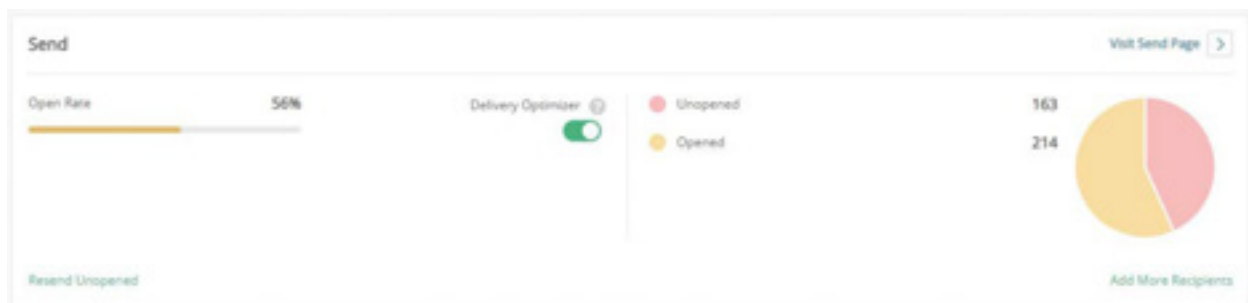 Send
Visit Send Page
Open Rate 56%
Delivery Optimizer
Unopened 163
Opened 214
Resend Unopened
Add More Recipients